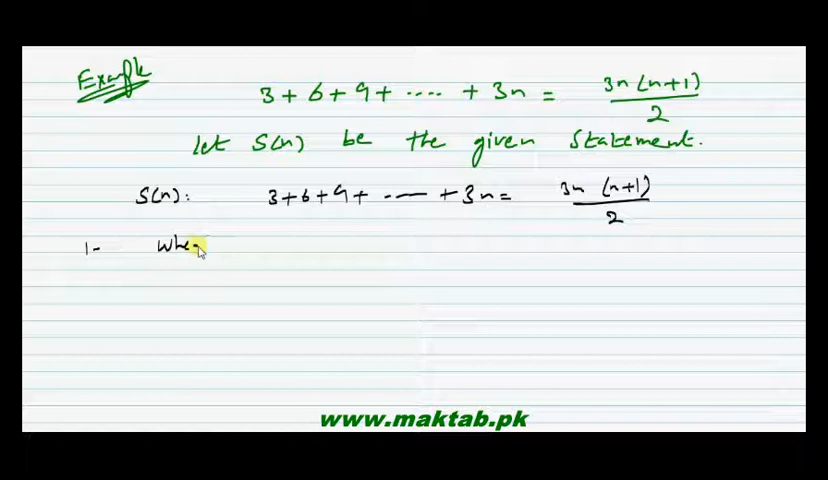 Example
3 + 6 + 9 + ..... + 3n = 3n(n+1)/2
let S(n) be the given statement.
S(n): 3+6+9+ ..... +3n= 3n (n+1)/2
1- Whe
www.maktab.pk